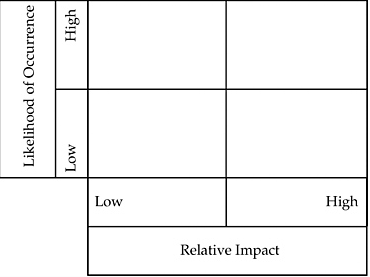 Likelihood of Occurrence
High
Low
Low
High
Relative Impact